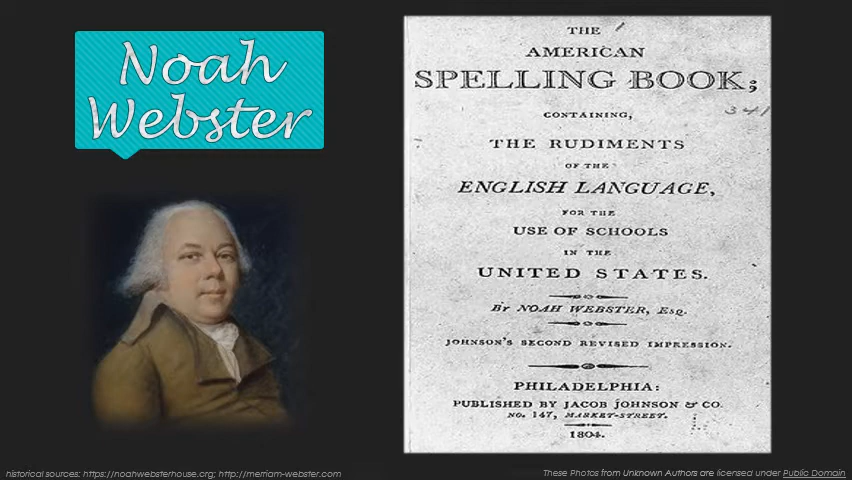 Noah
Webster
THE
AMERICAN
SPELLING BOOK;
CONTAINING,
341
THE RUDIMENTS
OF THE
ENGLISH LANGUAGE,
FOR THE
USE OF SCHOOLS
IN THE
UNITED STATES.
By NOAH WEBSTER, Esq.
JOHNSON'S SECOND REVISED IMPRESSION.
PHILADELPHIA:
PUBLISHED BY JACOB JOHNSON & CO.
NO. 147, MARKET-STREET.
1804.
historical sources: https://noahwebsterhouse.org; http://merriam-webster.com
These Photos from Unknown Authors are licensed under Public Domain